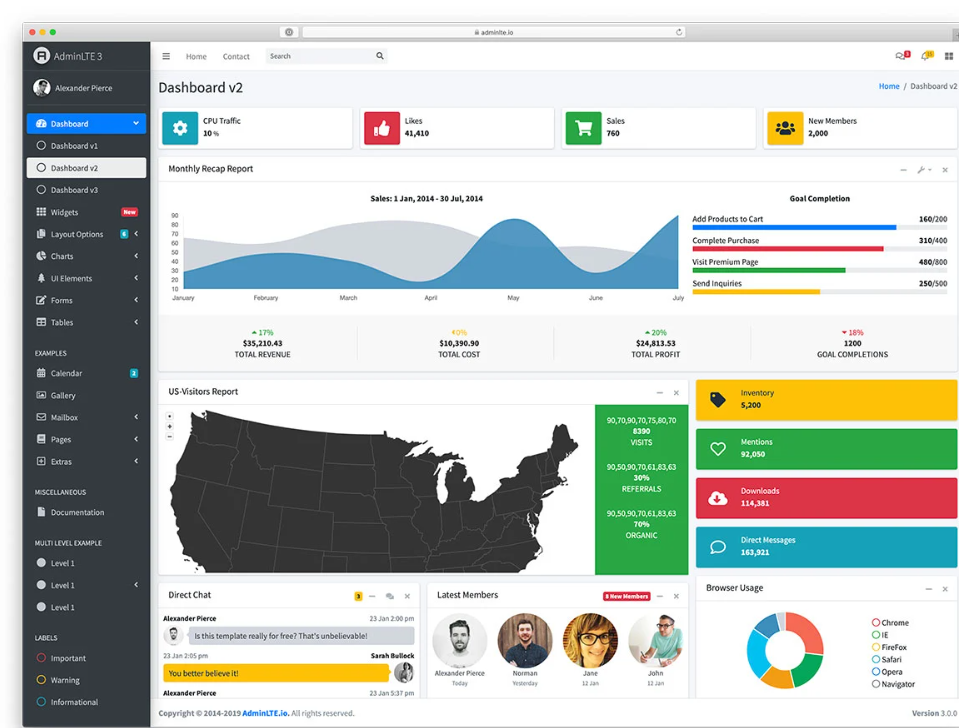 adminlte.io
AdminLTE 3
Home
Contact
Search
3
15
Alexander Pierce
Dashboard
Dashboard v1
Dashboard v2
Dashboard v3
Widgets
New
Layout Options
6
Charts
UI Elements
Forms
Tables
EXAMPLES
Calendar
2
Gallery
Mailbox
Pages
Extras
MISCELLANEOUS
Documentation
MULTI LEVEL EXAMPLE
Level 1
Level 1
Level 1
LABELS
Important
Warning
Informational
Dashboard v2
Home / Dashboard v2
CPU Traffic
10 %
Likes
41,410
Sales
760
New Members
2,000
Monthly Recap Report
Sales: 1 Jan, 2014 - 30 Jul, 2014
90
80
70
60
50
40
30
20
10
January
February
March
April
May
June
July
Goal Completion
Add Products to Cart
160/200
Complete Purchase
310/400
Visit Premium Page
480/800
Send Inquiries
250/500
17%
$35,210.43
TOTAL REVENUE
0%
$10,390.90
TOTAL COST
20%
$24,813.53
TOTAL PROFIT
18%
1200
GOAL COMPLETIONS
US-Visitors Report
90,70,90,70,75,80,70
8390
VISITS
90,50,90,70,61,83,63
30%
REFERRALS
90,50,90,70,61,83,63
70%
ORGANIC
Inventory
5,200
Mentions
92,050
Downloads
114,381
Direct Messages
163,921
Direct Chat
3
Alexander Pierce
23 Jan 2:00 pm
Is this template really for free? That's unbelievable!
23 Jan 2:05 pm
Sarah Bullock
You better believe it!
Alexander Pierce
23 Jan 5:37 pm
Latest Members
8 New Members
Alexander Pierce
Today
Norman
Yesterday
Jane
12 Jan
John
12 Jan
Browser Usage
Chrome
IE
FireFox
Safari
Opera
Navigator
Copyright © 2014-2019 AdminLTE.io. All rights reserved.
Version 3.0.0